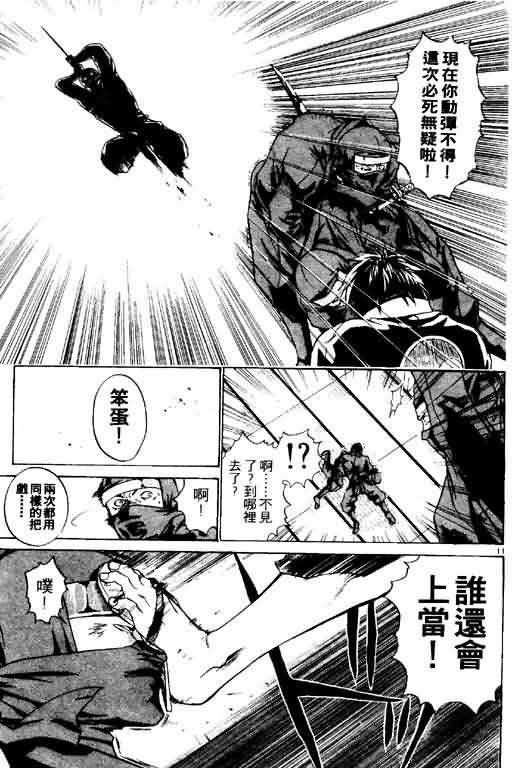 現在你動彈不得！
這次必死無疑啦！
！？
啊……不見
了？到哪裡
去了？
笨蛋！
啊！
兩次都用
同樣的把
戲……
11
誰還會
上當！
噗！